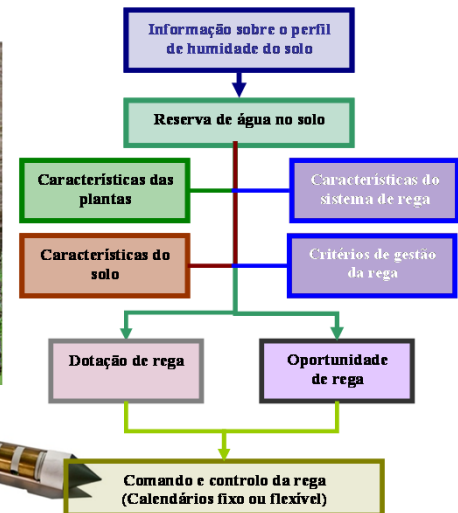 Informação sobre o perfil
de humidade do solo
Reserva de água no solo
Características das
plantas
Características do
sistema de rega
Características do
solo
Critérios de gestão
da rega
Dotação de rega
Oportunidade
de rega
Comando e controlo da rega
(Calendários fixo ou flexível)